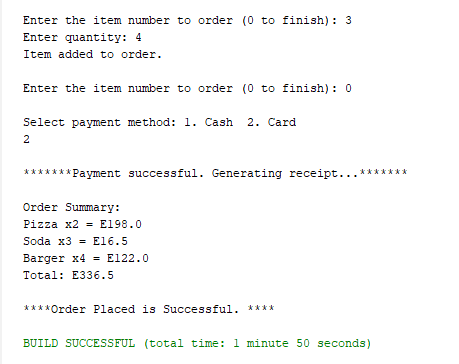 Enter the item number to order (0 to finish): 3
Enter quantity: 4
Item added to order.
Enter the item number to order (0 to finish): 0
Select payment method: 1. Cash  2. Card
2
*******Payment successful. Generating receipt...*******
Order Summary:
Pizza x2 = E198.0
Soda x3 = E16.5
Barger x4 = E122.0
Total: E336.5
****Order Placed is Successful. ****
BUILD SUCCESSFUL (total time: 1 minute 50 seconds)